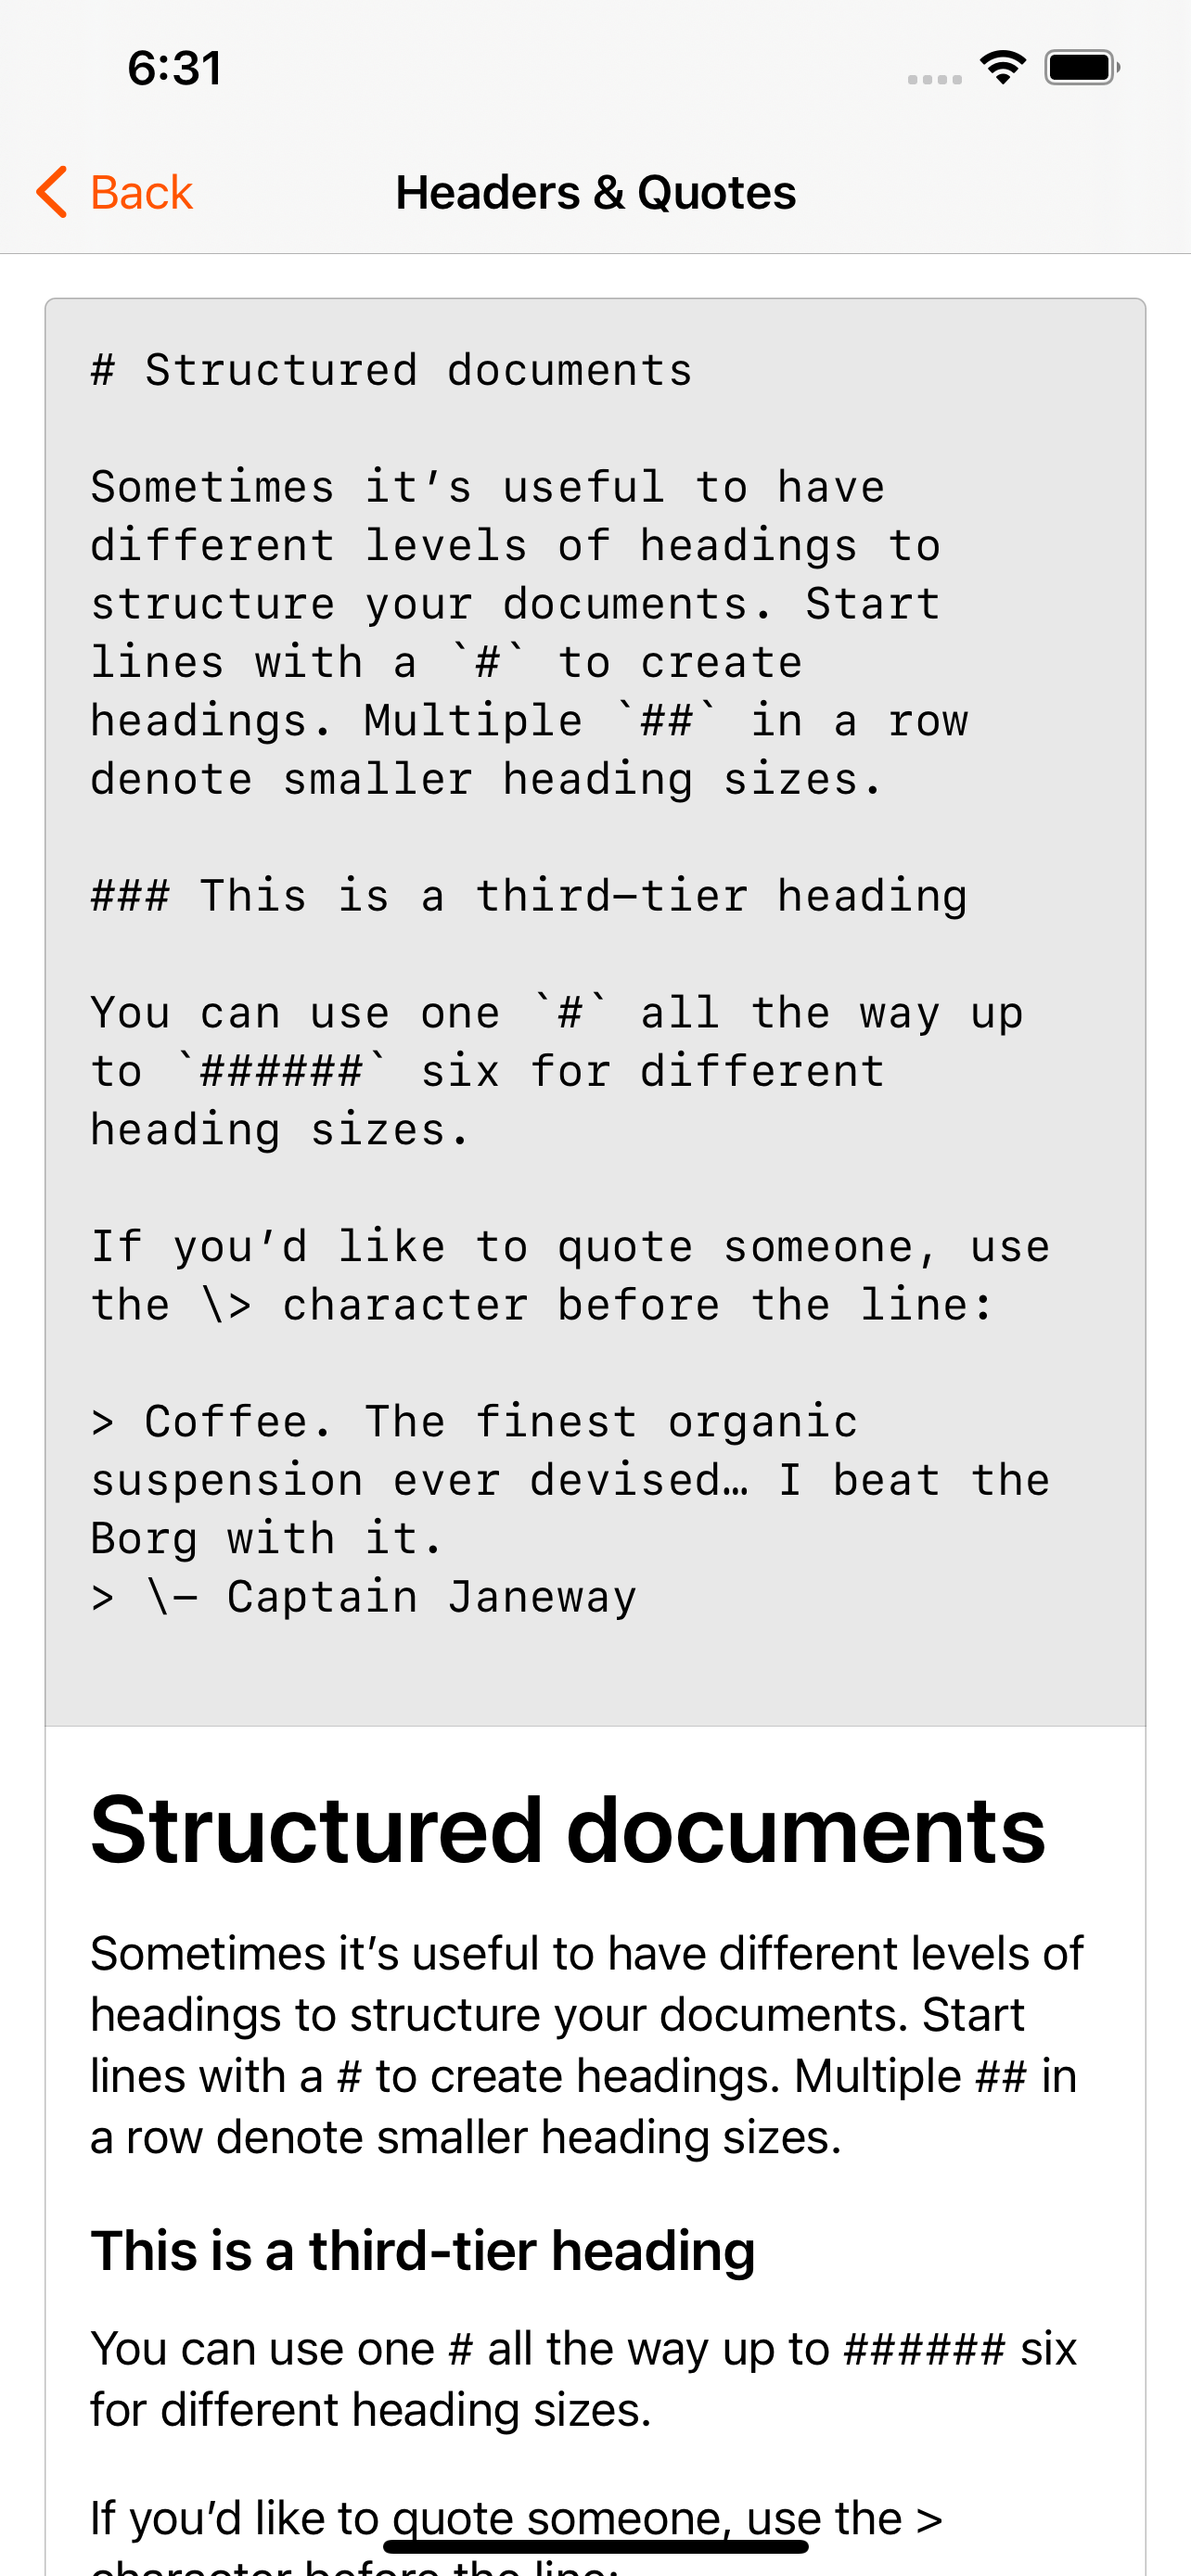 6:31
Back
Headers & Quotes
# Structured documents
Sometimes it’s useful to have
different levels of headings to
structure your documents. Start
lines with a `#` to create
headings. Multiple `##` in a row
denote smaller heading sizes.
### This is a third-tier heading
You can use one `#` all the way up
to `######` six for different
heading sizes.
If you’d like to quote someone, use
the \> character before the line:
> Coffee. The finest organic
suspension ever devised… I beat the
Borg with it.
> \- Captain Janeway
Structured documents
Sometimes it’s useful to have different levels of
headings to structure your documents. Start
lines with a # to create headings. Multiple ## in
a row denote smaller heading sizes.
This is a third-tier heading
You can use one # all the way up to ###### six
for different heading sizes.
If you’d like to quote someone, use the >
character before the line: